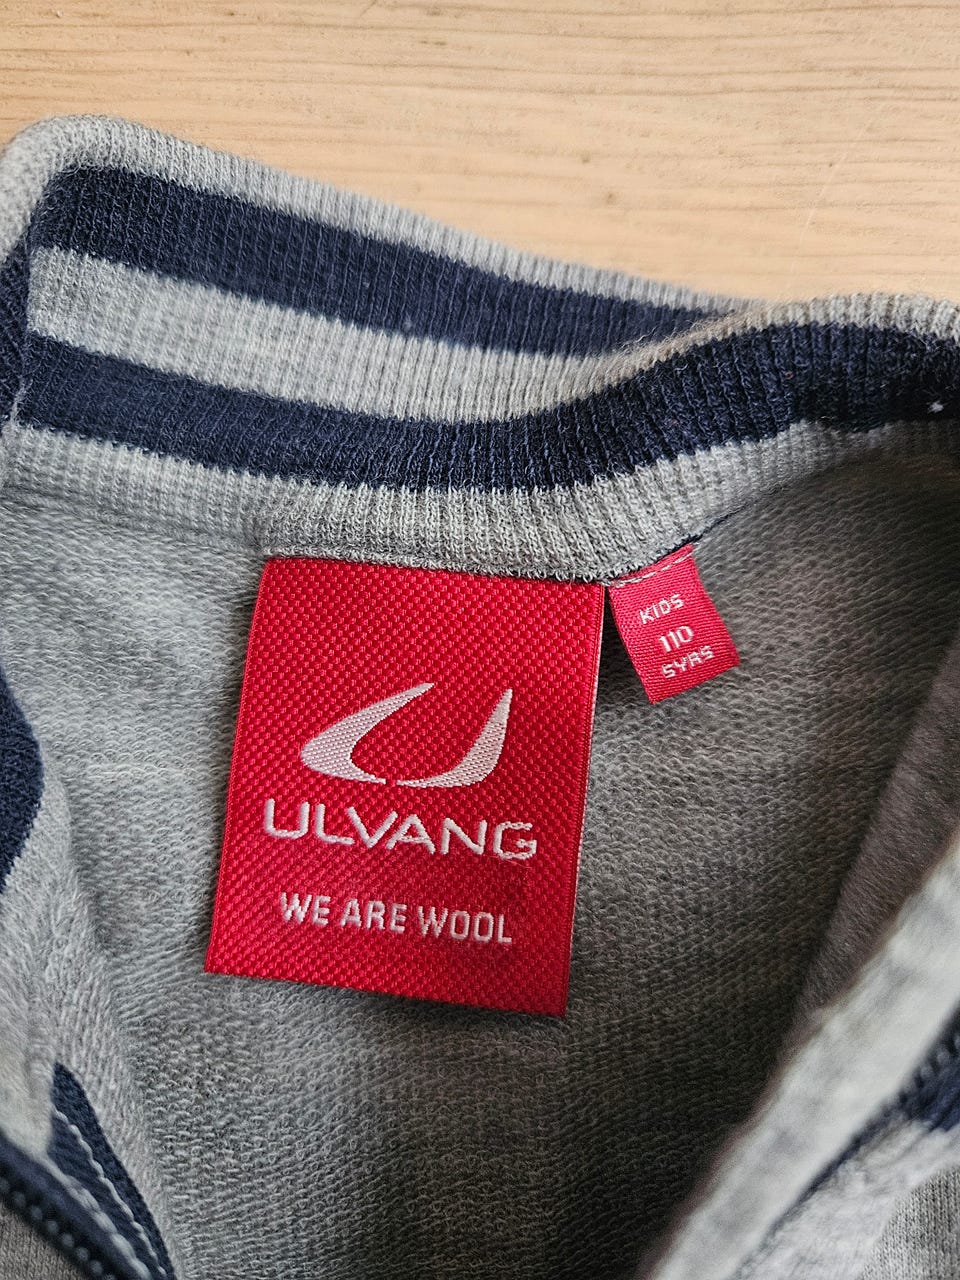 ULVANG
WE ARE WOOL
KIDS
110
5YRS